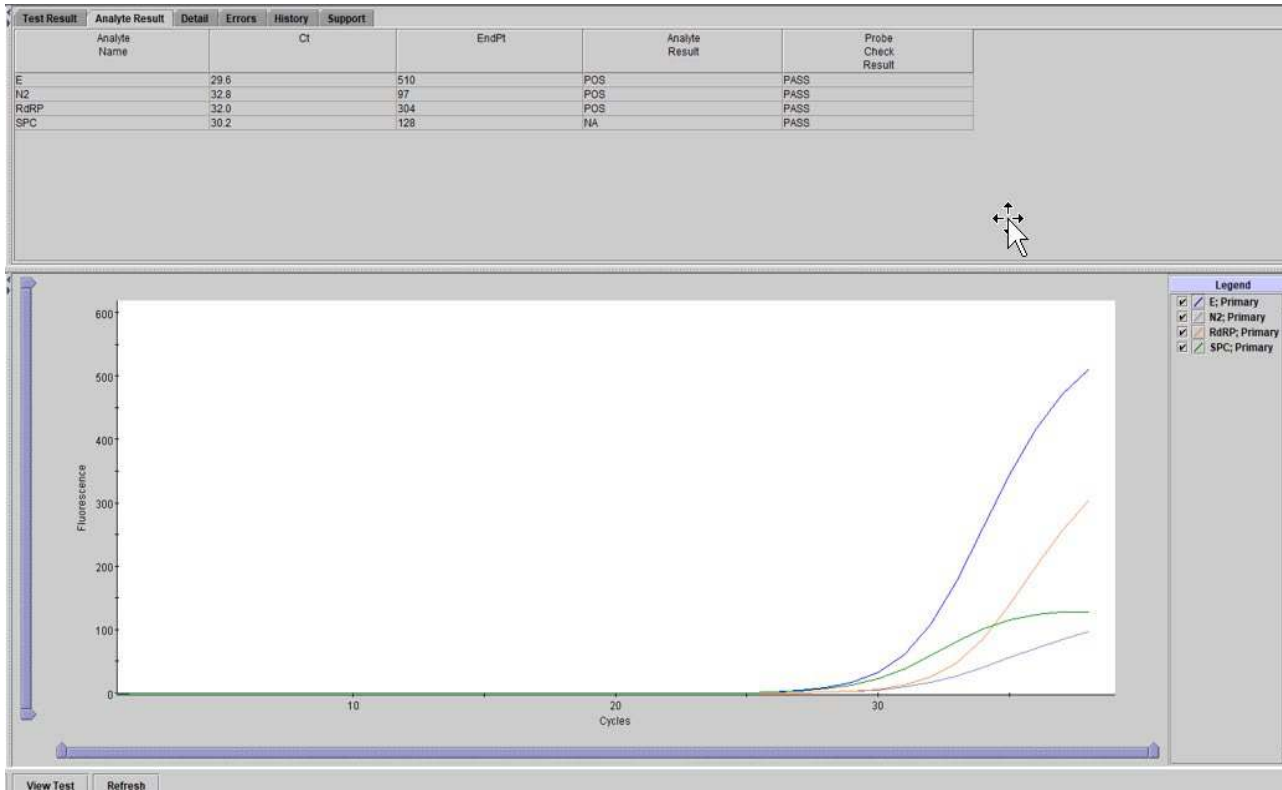 Test Result Analyte Result Detail Errors History Support
Analyte Name Ct EndPt Analyte Result Probe Check Result
E 29.6 510 POS PASS
N2 32.8 97 POS PASS
RdRP 32.0 304 POS PASS
SPC 30.2 128 NA PASS
Legend
E; Primary
N2; Primary
RdRP; Primary
SPC; Primary
600
500
400
300
200
100
0
Fluorescence
10 20 30
Cycles
View Test Refresh